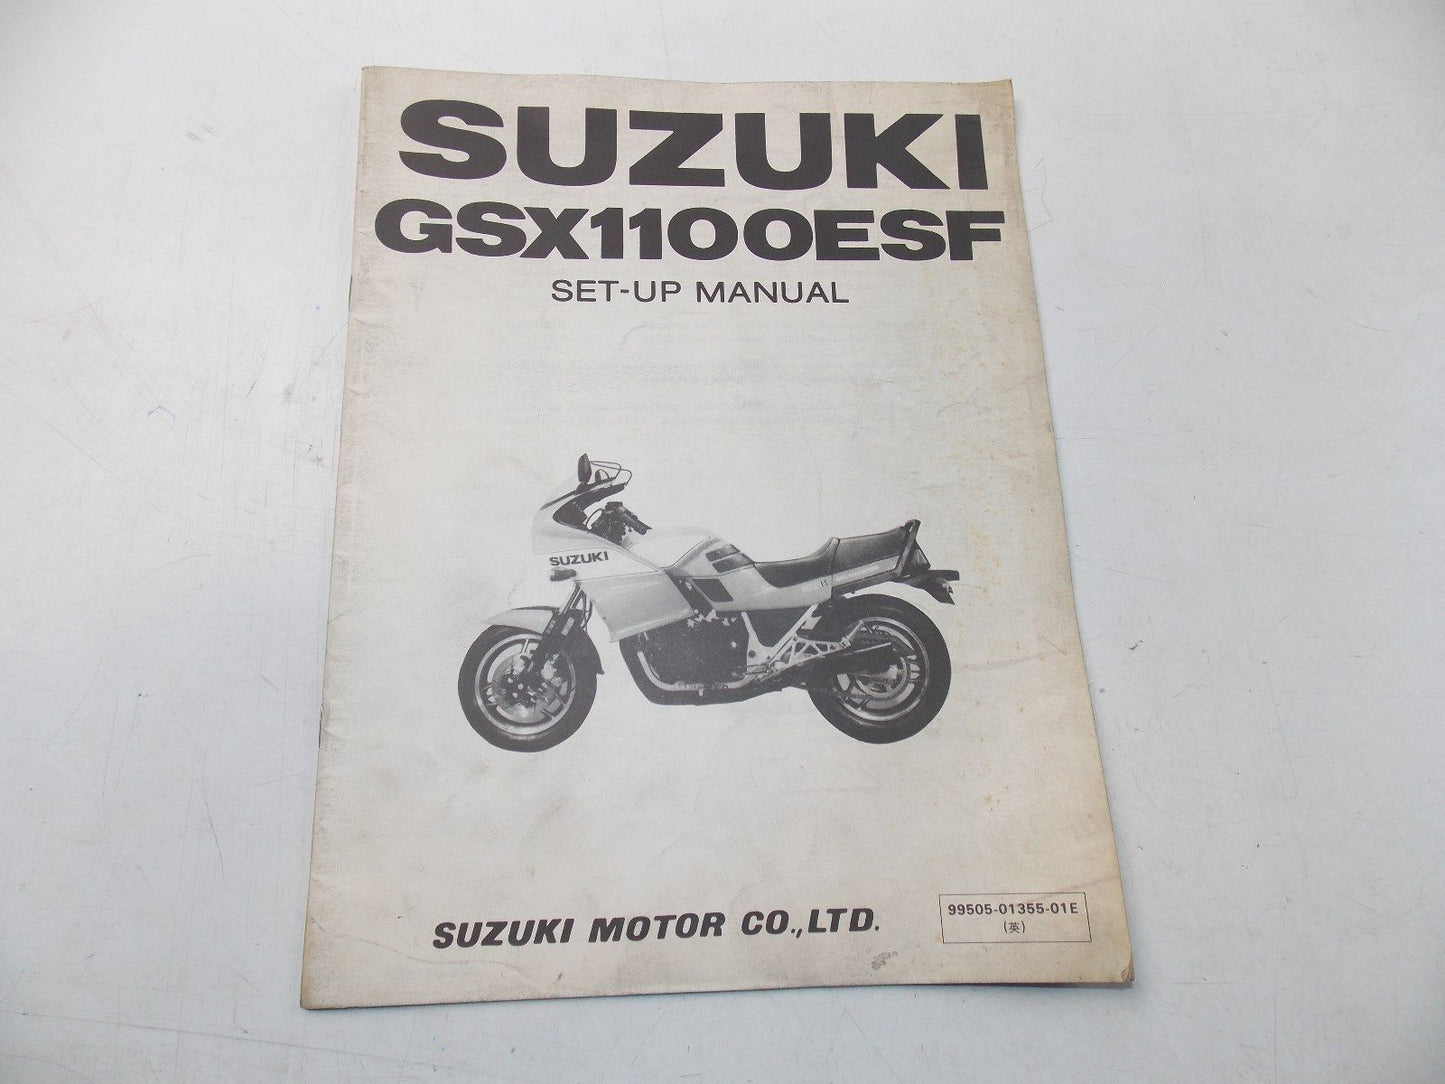 SUZUKI
GSX1100ESF
SET-UP MANUAL
SUZUKI
SUZUKI MOTOR CO.,LTD.
99505-01355-01E
(英)